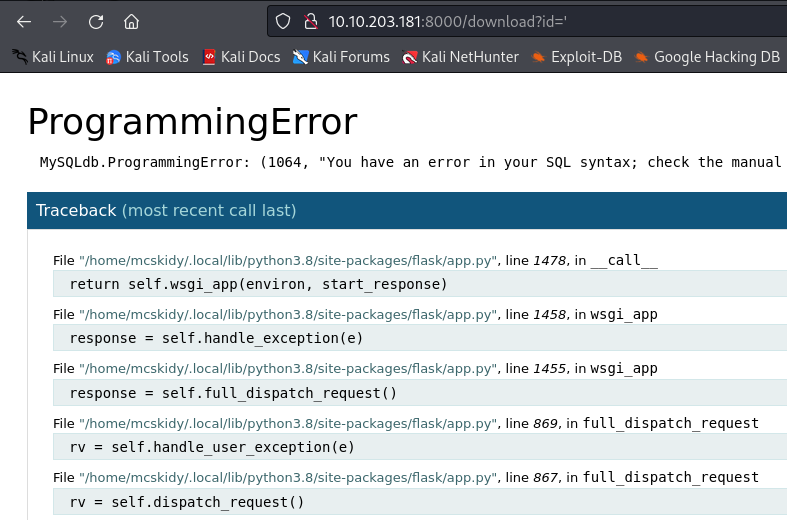 10.10.203.181:8000/download?id='
Kali Linux Kali Tools Kali Docs Kali Forums Kali NetHunter Exploit-DB Google Hacking DB
ProgrammingError
MySQLdb.ProgrammingError: (1064, "You have an error in your SQL syntax; check the manual
Traceback (most recent call last)
File "/home/mcskidy/.local/lib/python3.8/site-packages/flask/app.py", line 1478, in __call__
return self.wsgi_app(environ, start_response)
File "/home/mcskidy/.local/lib/python3.8/site-packages/flask/app.py", line 1458, in wsgi_app
response = self.handle_exception(e)
File "/home/mcskidy/.local/lib/python3.8/site-packages/flask/app.py", line 1455, in wsgi_app
response = self.full_dispatch_request()
File "/home/mcskidy/.local/lib/python3.8/site-packages/flask/app.py", line 869, in full_dispatch_request
rv = self.handle_user_exception(e)
File "/home/mcskidy/.local/lib/python3.8/site-packages/flask/app.py", line 867, in full_dispatch_request
rv = self.dispatch_request()